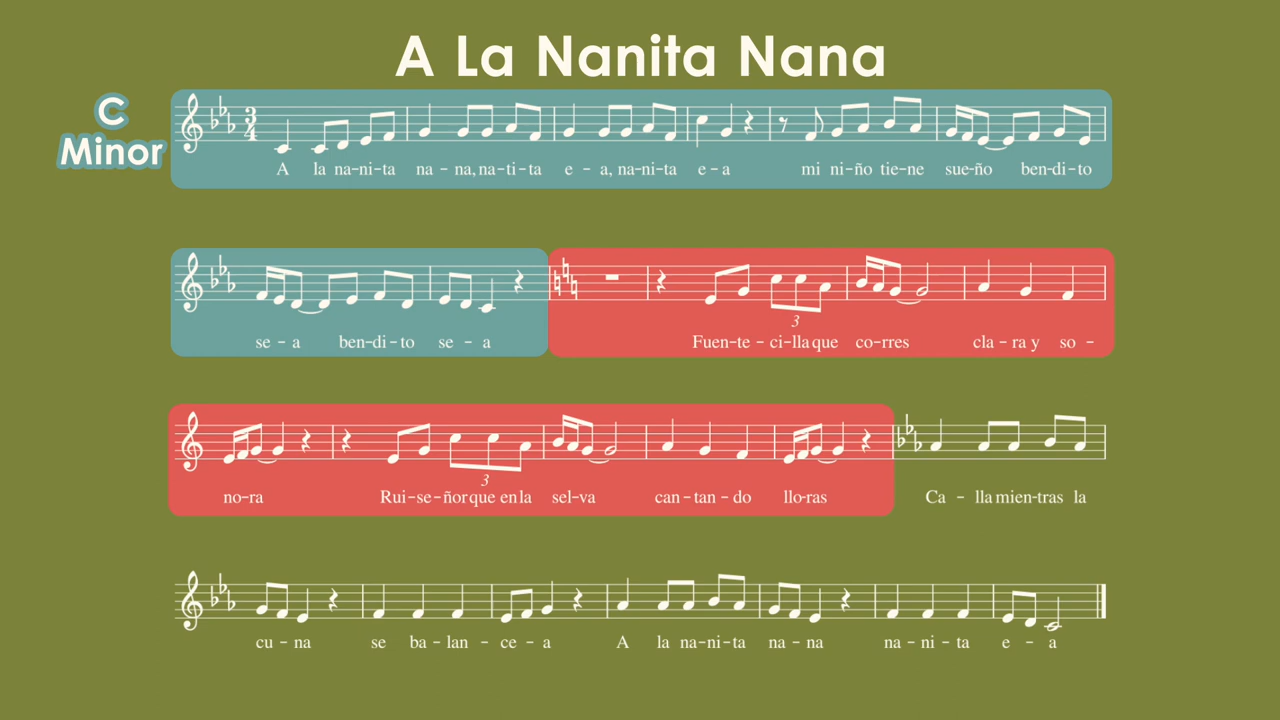 A La Nanita Nana
C
Minor
3
4
A la na–ni–ta na – na, na–ti–ta e – a, na–ni–ta e – a mi ni–ño tie–ne sue–ño ben–di–to
se – a ben–di–to se – a Fuen–te – ci–lla que co–rres cla – ra y so –
3
no–ra Rui–se–ñor que en la sel–va can–tan – do llo–ras Ca – lla mien–tras la
3
cu – na se ba–lan – ce – a A la na–ni–ta na – na na – ni – ta e – a